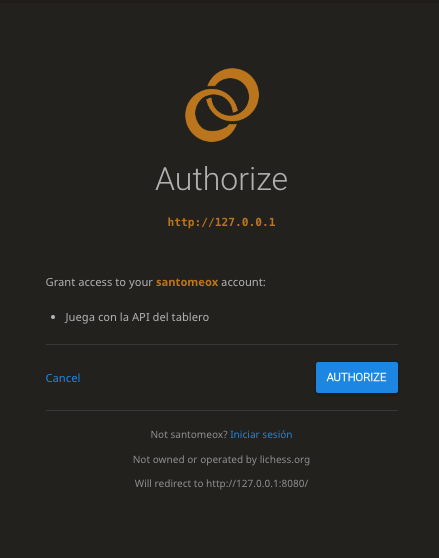 Authorize
http://127.0.0.1
Grant access to your santomeox account:
• Juega con la API del tablero
Cancel
AUTHORIZE
Not santomeox? Iniciar sesión
Not owned or operated by lichess.org
Will redirect to http://127.0.0.1:8080/